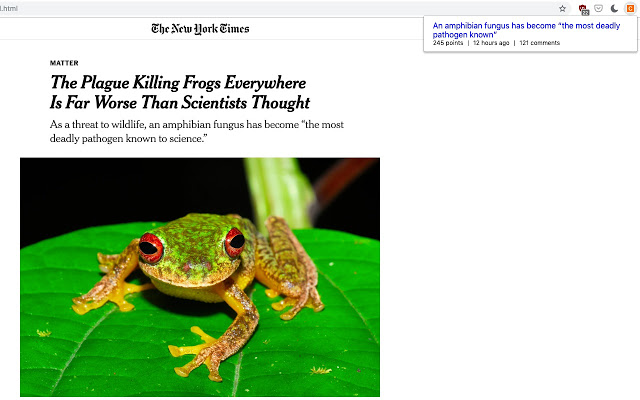 l.html
22
The New York Times
An amphibian fungus has become “the most deadly
pathogen known”
245 points | 12 hours ago | 121 comments
MATTER
The Plague Killing Frogs Everywhere
Is Far Worse Than Scientists Thought
As a threat to wildlife, an amphibian fungus has become “the most
deadly pathogen known to science.”